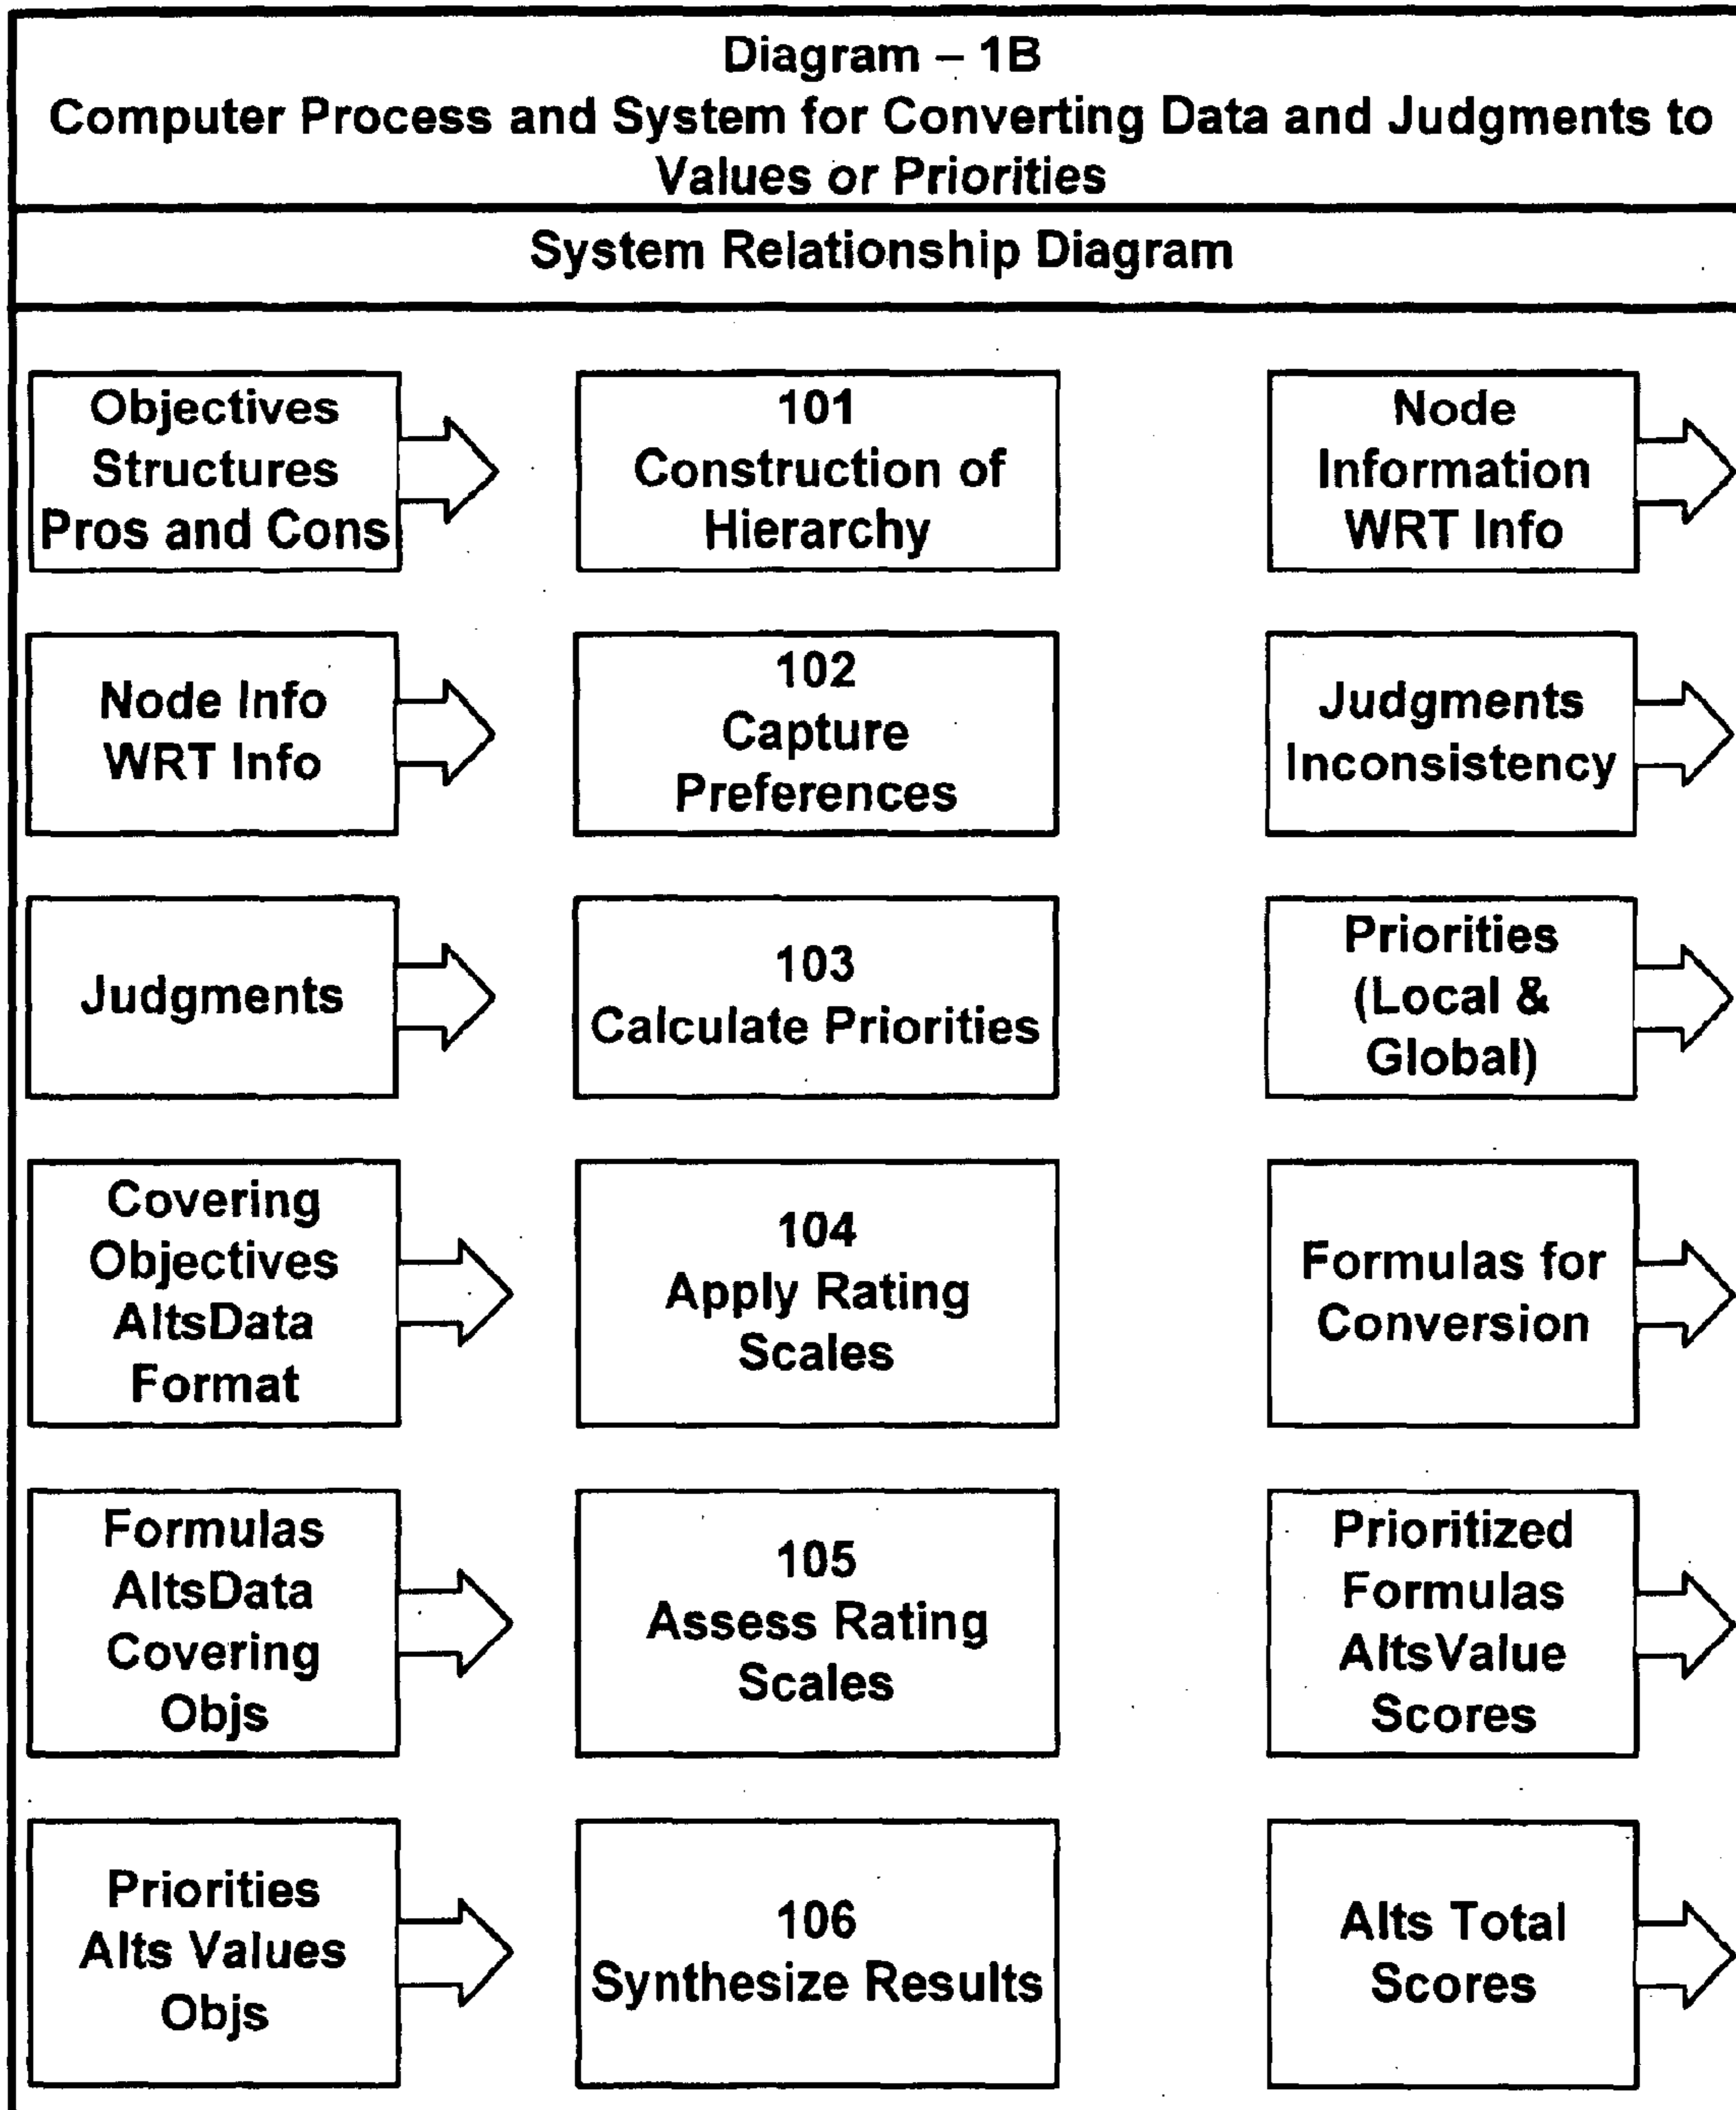 Diagram – 1B
Computer Process and System for Converting Data and Judgments to
Values or Priorities
System Relationship Diagram
Objectives
Structures
Pros and Cons
101
Construction of
Hierarchy
Node
Information
WRT Info
Node Info
WRT Info
102
Capture
Preferences
Judgments
Inconsistency
Judgments
103
Calculate Priorities
Priorities
(Local &
Global)
Covering
Objectives
AltsData
Format
104
Apply Rating
Scales
Formulas for
Conversion
Formulas
AltsData
Covering
Objs
105
Assess Rating
Scales
Prioritized
Formulas
AltsValue
Scores
Priorities
Alts Values
Objs
106
Synthesize Results
Alts Total
Scores